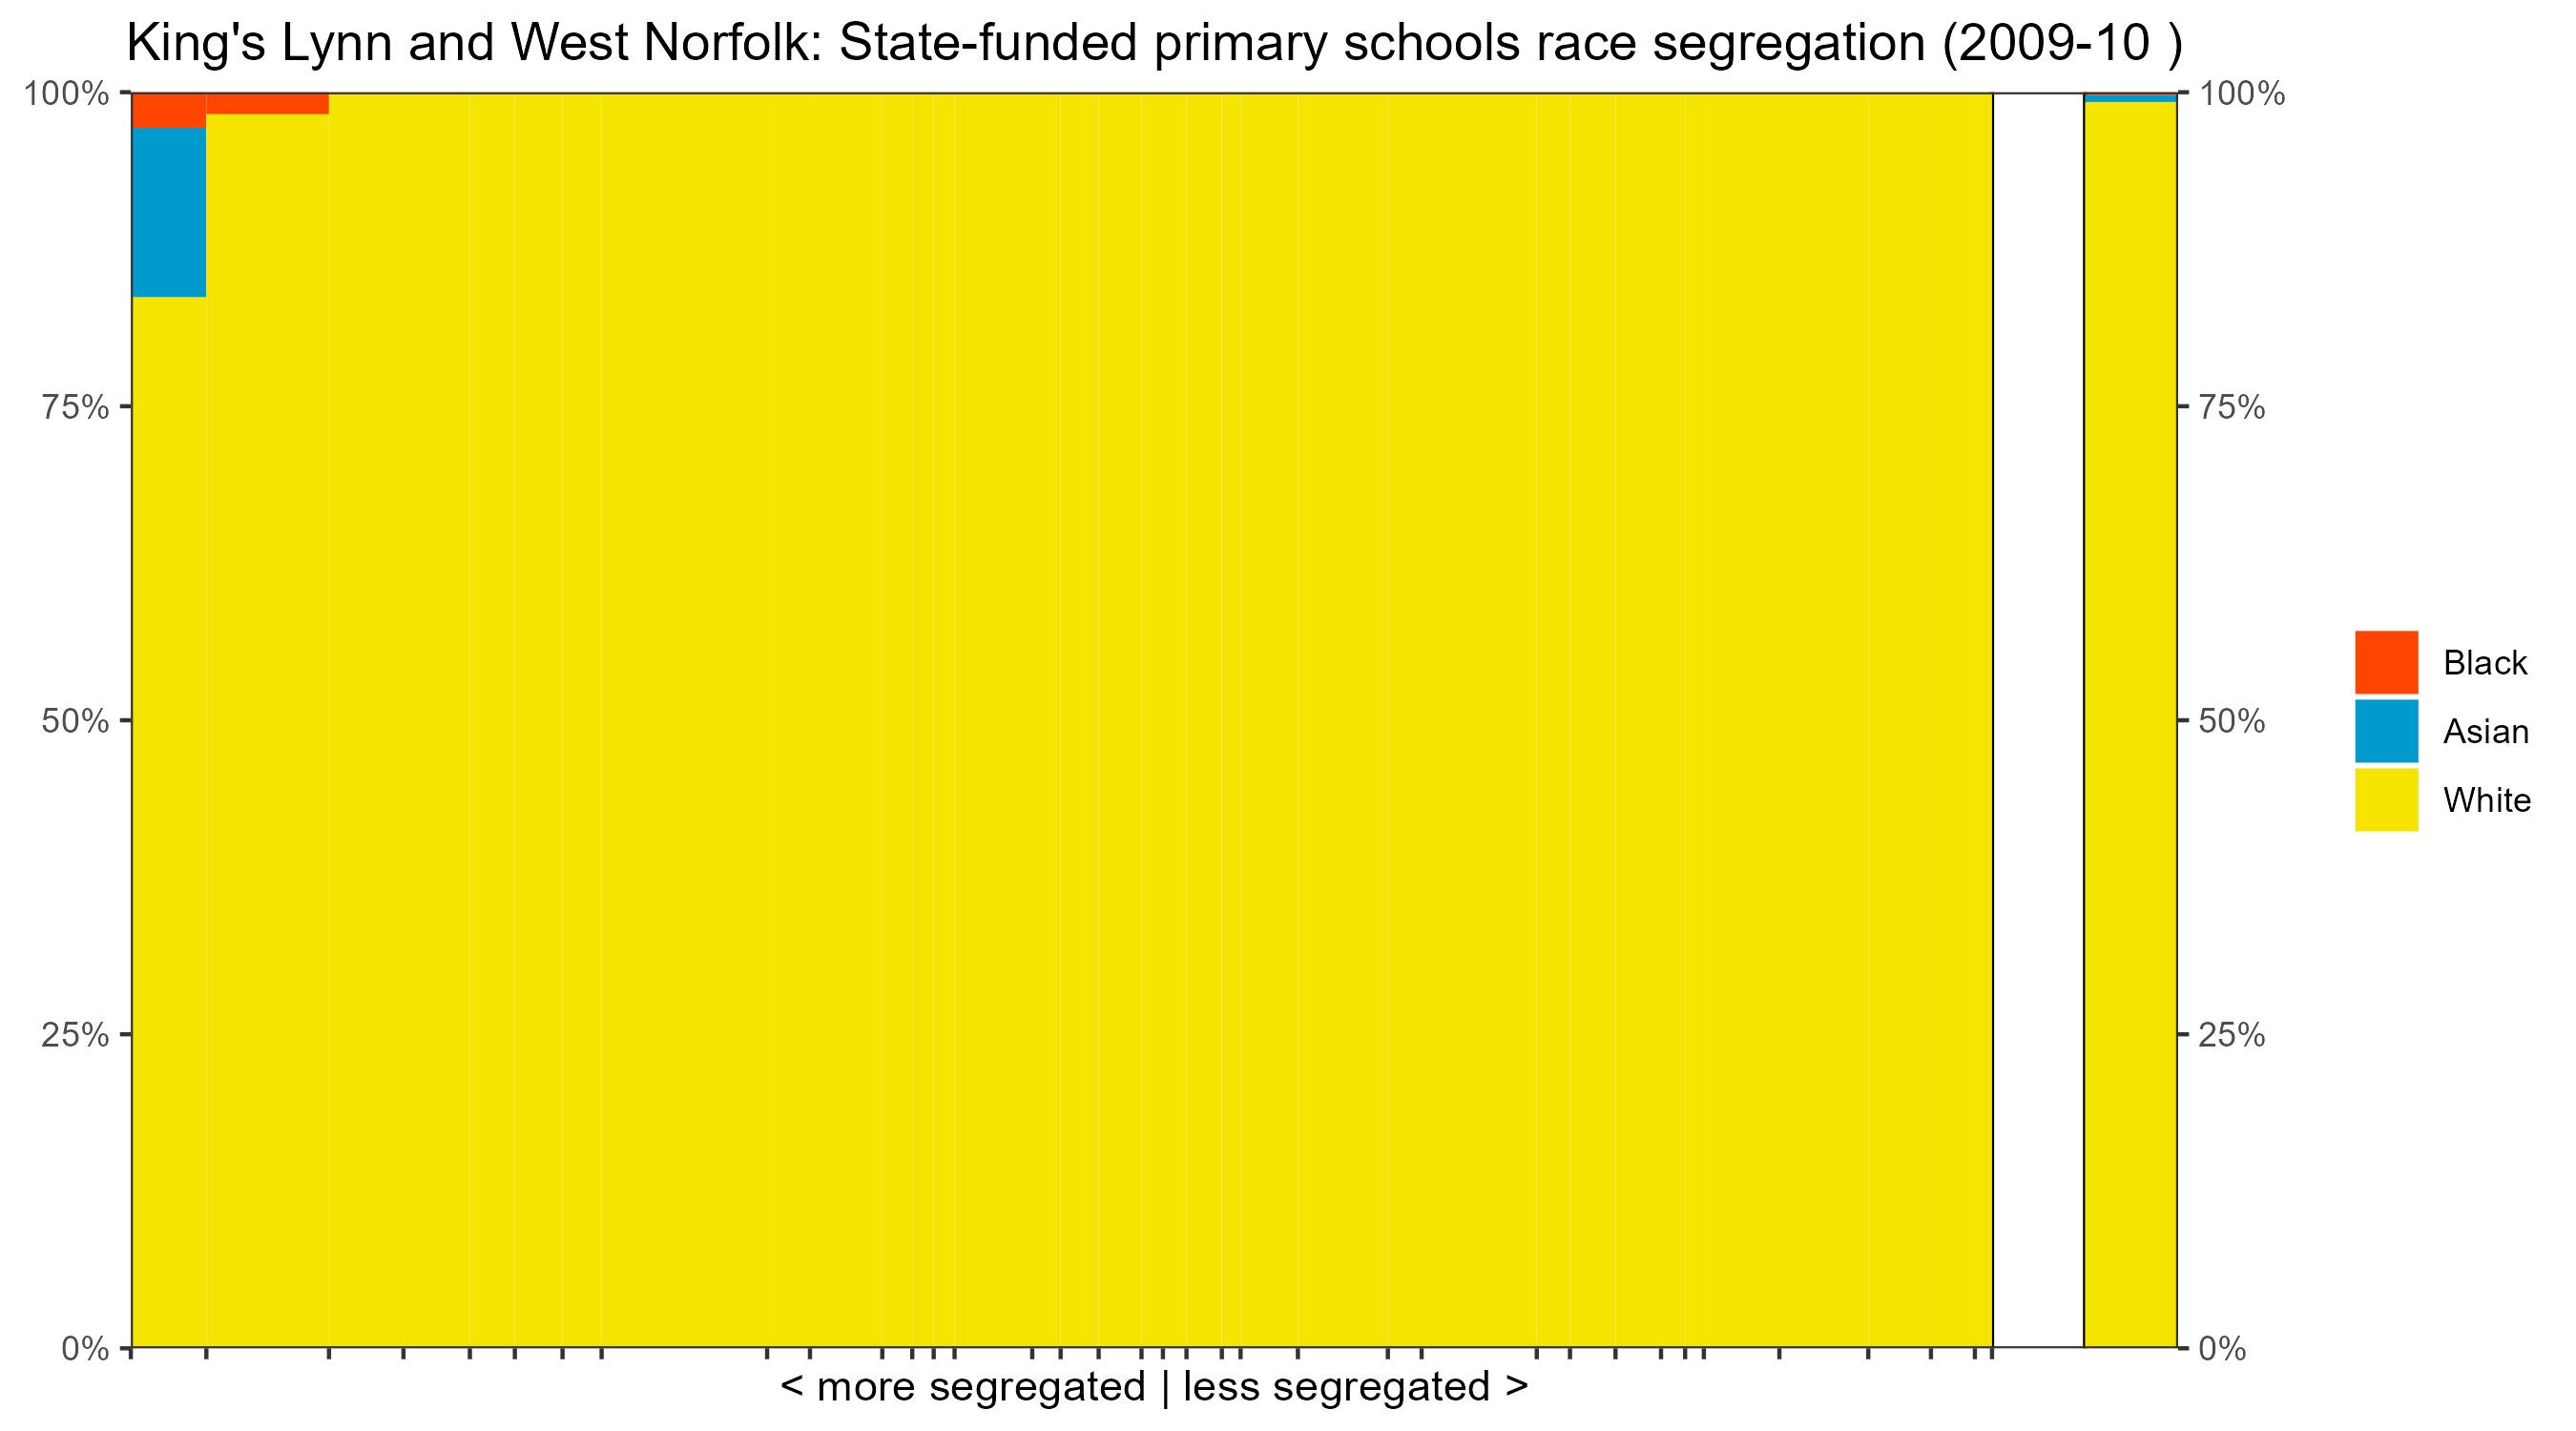 King's Lynn and West Norfolk: State-funded primary schools race segregation (2009-10 )
100%
75%
50%
25%
0%
100%
75%
50%
25%
0%
Black
Asian
White
< more segregated | less segregated >